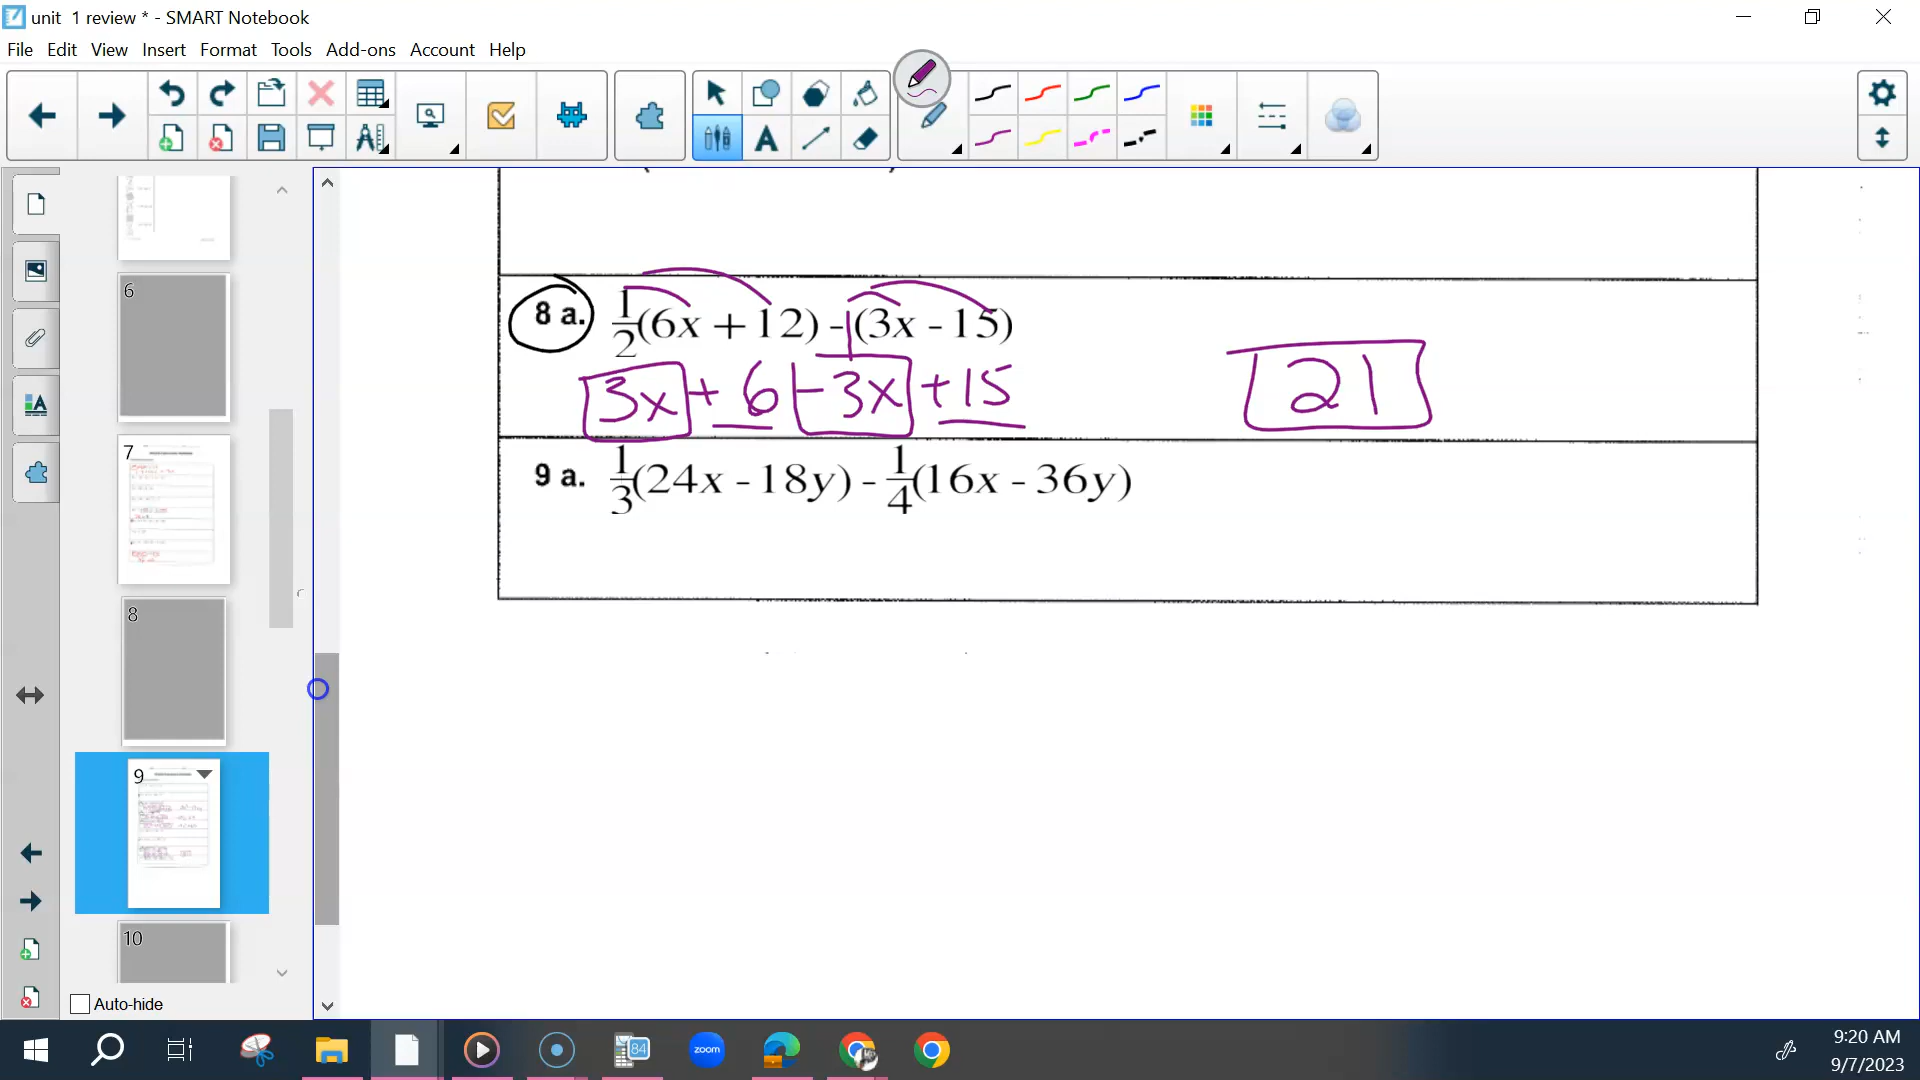 unit 1 review * - SMART Notebook
File Edit View Insert Format Tools Add-ons Account Help
6
7
8
9
10
8 a. 1/2(6x + 12) - (3x - 15)
1
3x + 6 - 3x + 15
21
9 a. 1/3(24x - 18y) - 1/4(16x - 36y)
Auto-hide
84
zoom
9:20 AM
9/7/2023